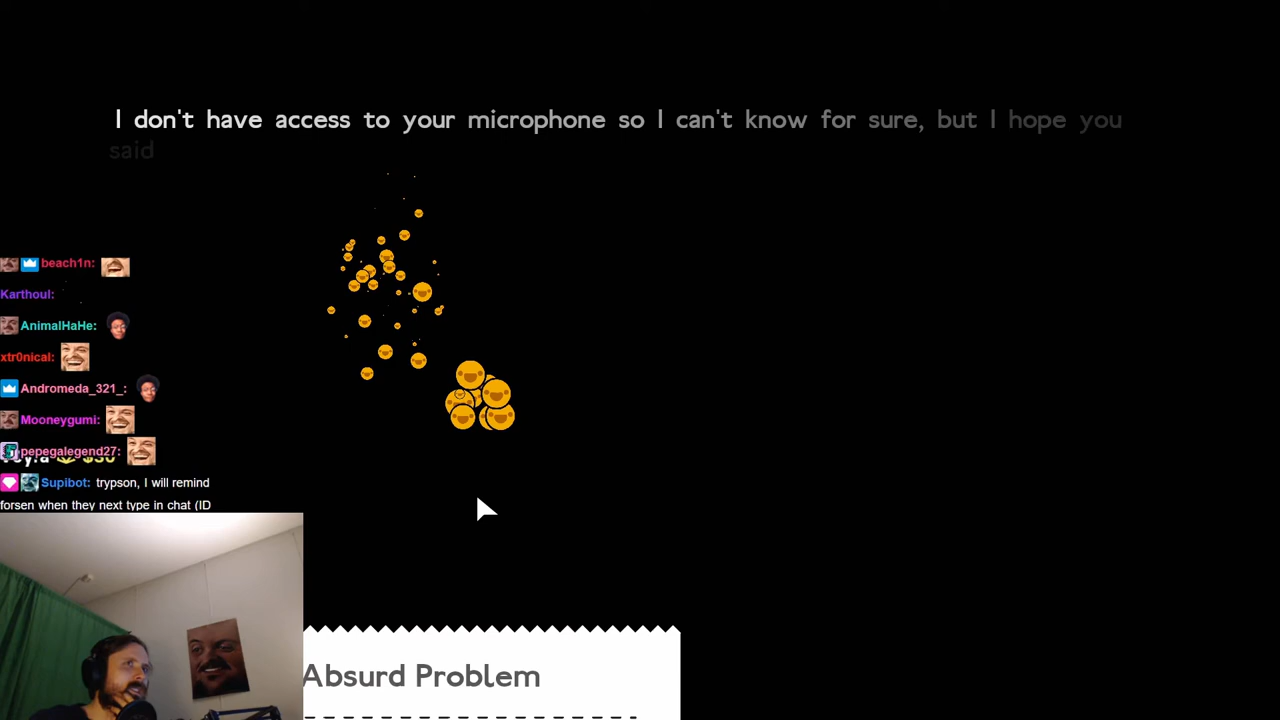 I don't have access to your microphone so I can't know for sure, but I hope you
said
beach1n:
Karthoul:
AnimalHaHe:
xtr0nical:
Andromeda_321_:
Mooneygumi:
pepegalegend27:
$50
Supibot: trypson, I will remind
forsen when they next type in chat (ID
Absurd Problem